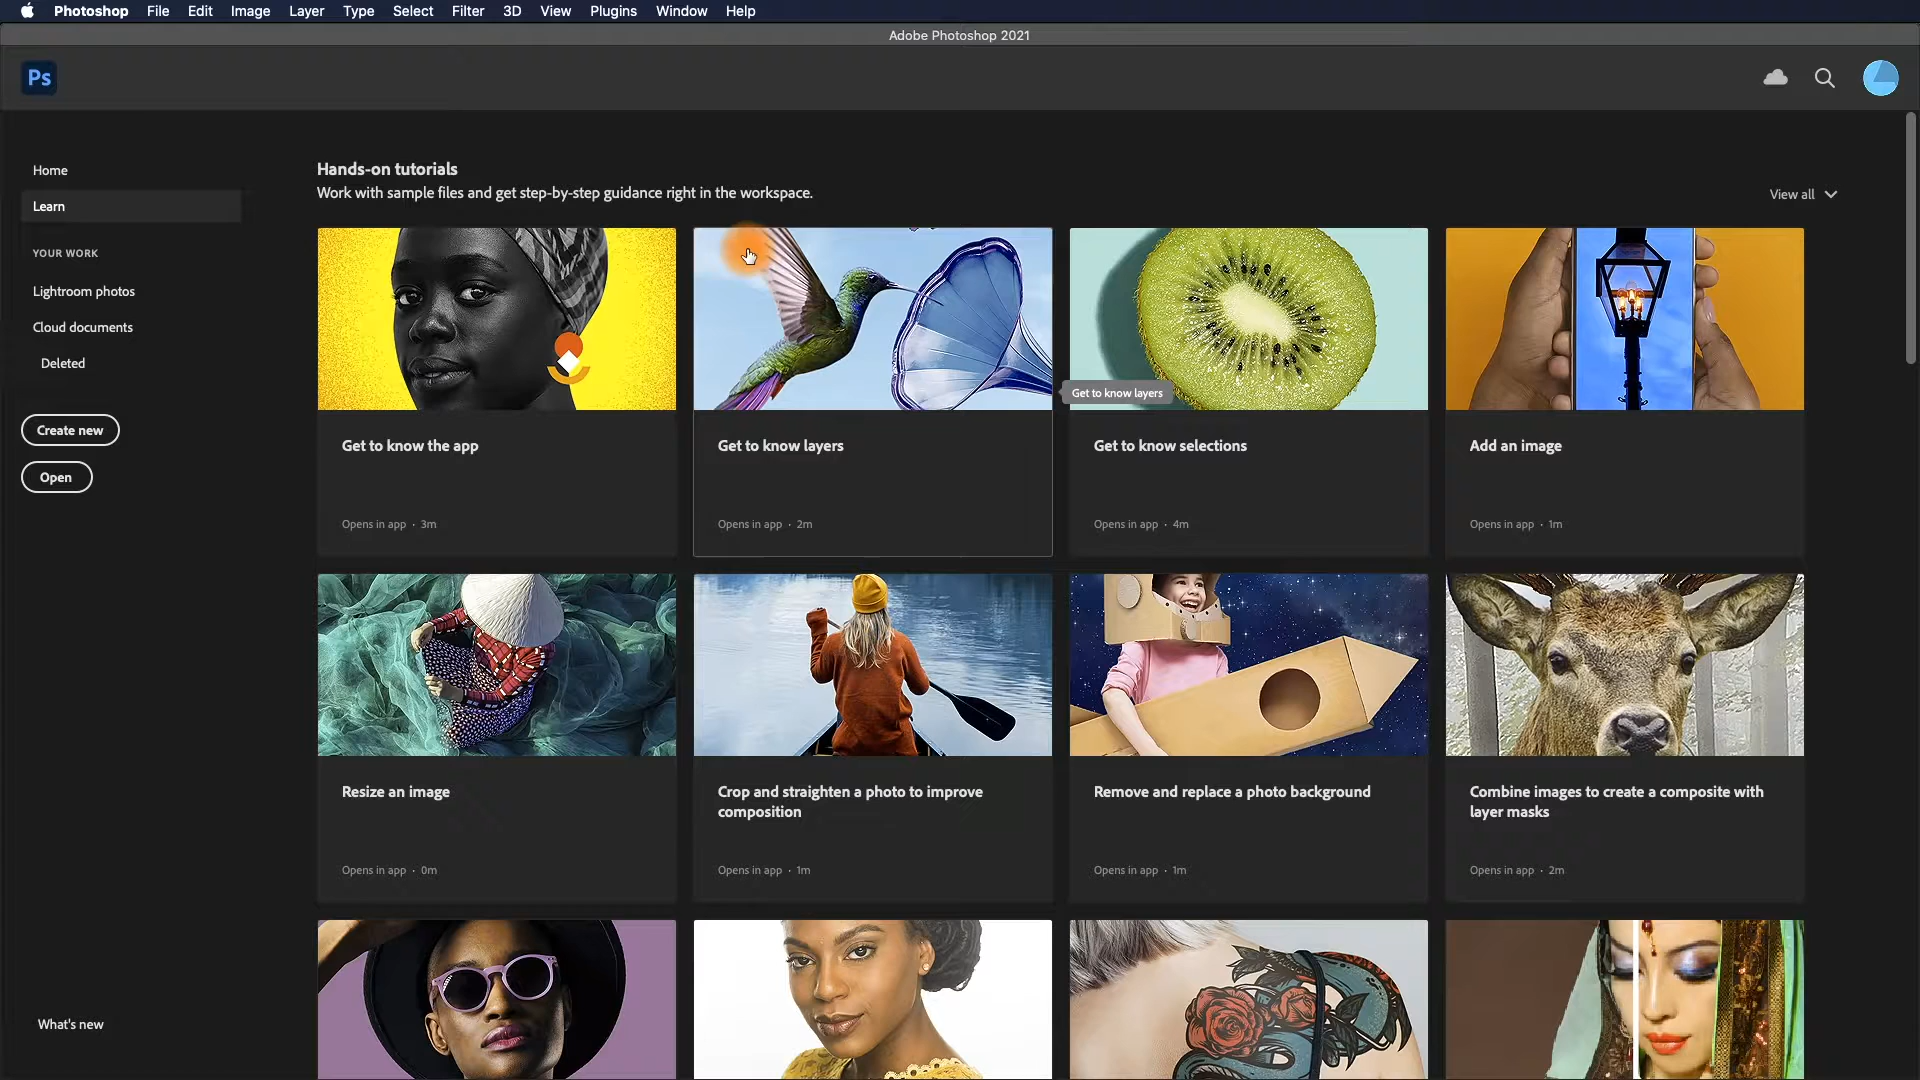 Photoshop File Edit Image Layer Type Select Filter 3D View Plugins Window Help
Adobe Photoshop 2021
Ps
Home
Learn
YOUR WORK
Lightroom photos
Cloud documents
Deleted
Create new
Open
What's new
Hands-on tutorials
Work with sample files and get step-by-step guidance right in the workspace.
View all
Get to know layers
Get to know the app
Opens in app · 3m
Get to know layers
Opens in app · 2m
Get to know selections
Opens in app · 4m
Add an image
Opens in app · 1m
Resize an image
Opens in app · 0m
Crop and straighten a photo to improve
composition
Opens in app · 1m
Remove and replace a photo background
Opens in app · 1m
Combine images to create a composite with
layer masks
Opens in app · 2m